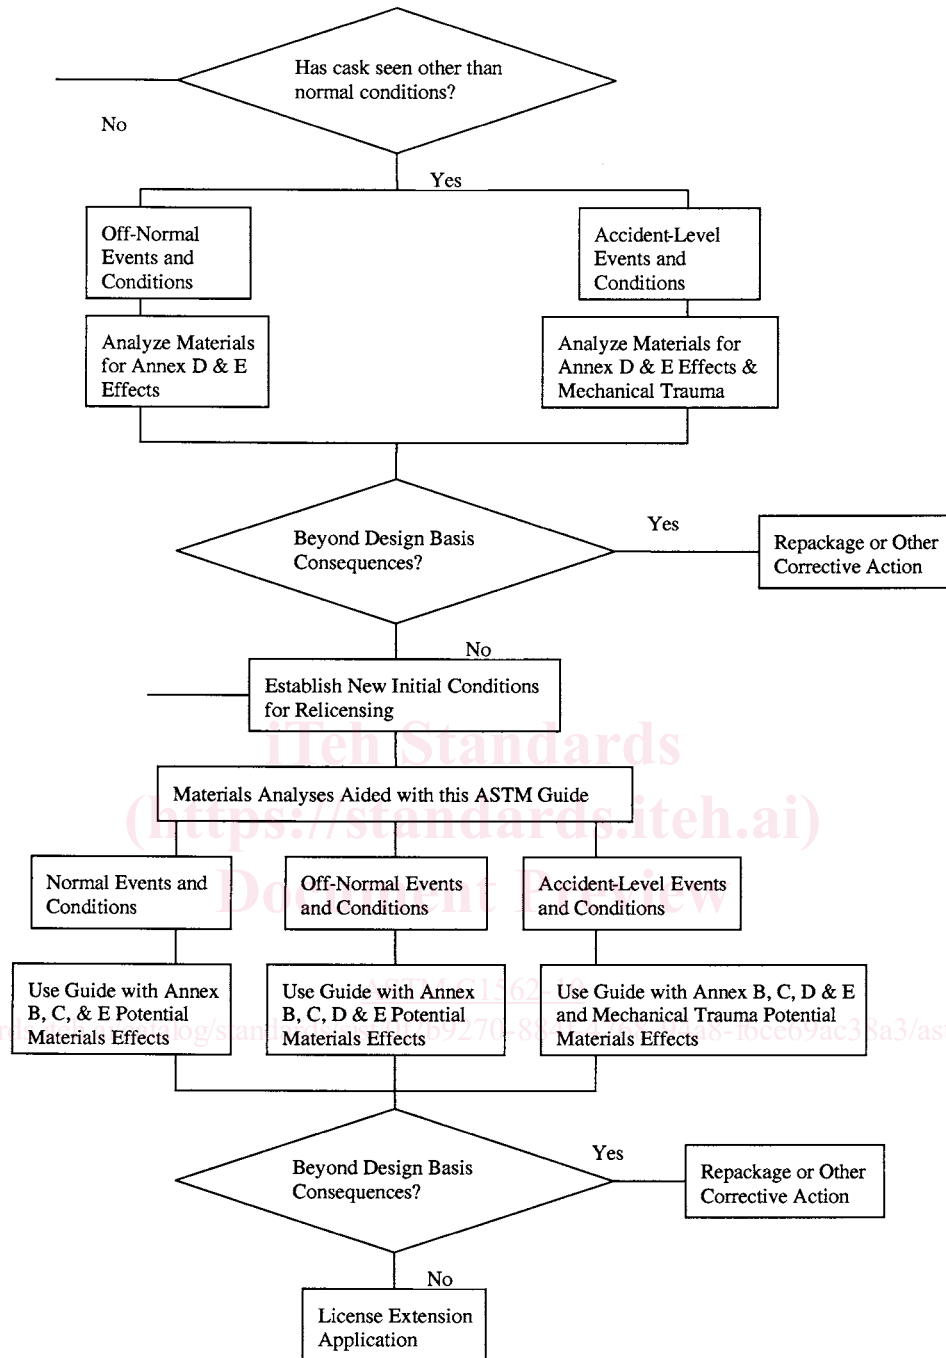 Has cask seen other than
normal conditions?
No
Yes
Off-Normal
Events and
Conditions
Accident-Level
Events and
Conditions
Analyze Materials
for Annex D & E
Effects
Analyze Materials for
Annex D & E Effects &
Mechanical Trauma
Beyond Design Basis
Consequences?
Yes
Repackage or Other
Corrective Action
No
Establish New Initial Conditions
for Relicensing
iTeh Standards
Materials Analyses Aided with this ASTM Guide
(https://standards.iteh.ai)
Document Preview
Normal Events and
Conditions
Off-Normal Events
and Conditions
Accident-Level Events
and Conditions
ASTM C1562-10
Use Guide with Annex
B, C, & E Potential
Materials Effects
Use Guide with Annex
B, C, D & E Potential
Materials Effects
Use Guide with Annex B, C, D & E
and Mechanical Trauma Potential
Materials Effects
Beyond Design Basis
Consequences?
Yes
Repackage or Other
Corrective Action
No
License Extension
Application